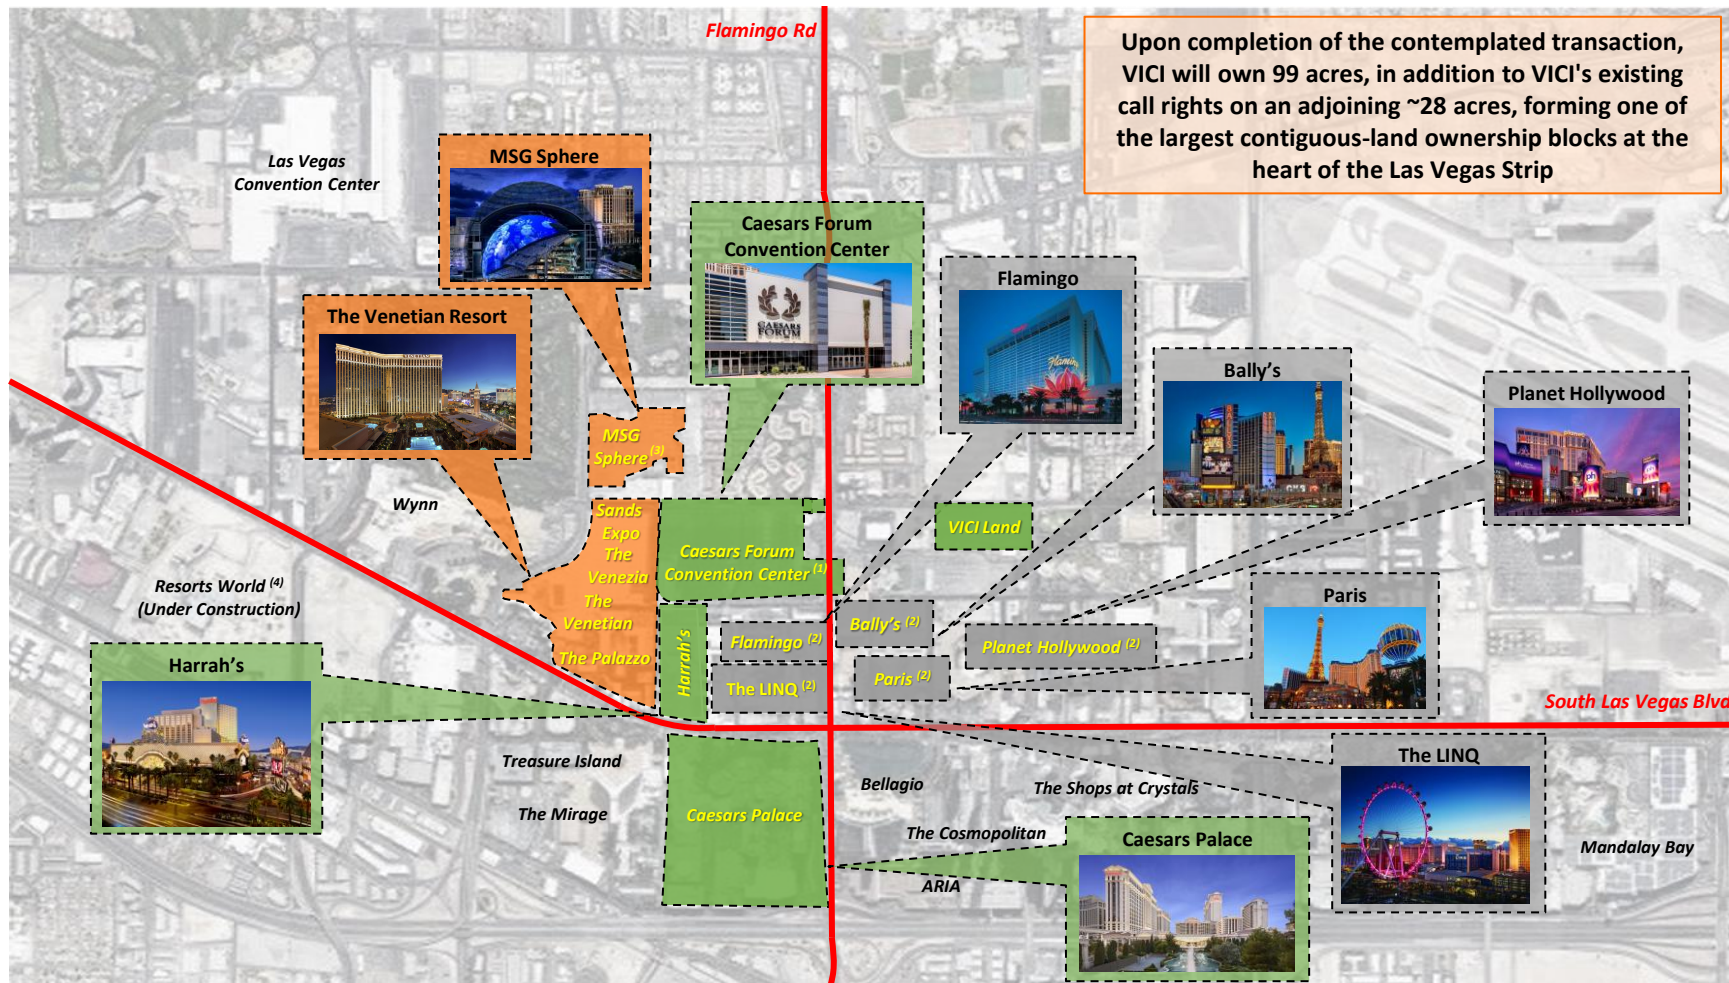 Flamingo Rd
Upon completion of the contemplated transaction,
VICI will own 99 acres, in addition to VICI's existing
call rights on an adjoining ~28 acres, forming one of
the largest contiguous-land ownership blocks at the
heart of the Las Vegas Strip
Las Vegas
Convention Center
MSG Sphere
Caesars Forum
Convention Center
CAESARS
FORUM
Flamingo
Flamingo
The Venetian Resort
Bally's
Planet Hollywood
ph
MSG
Sphere (3)
Wynn
Sands
Expo
The
Venezia
The
Venetian
The Palazzo
Caesars Forum
Convention Center (1)
VICI Land
Resorts World (4)
(Under Construction)
Harrah's
Flamingo (2)
The LINQ (2)
Bally's (2)
Paris (2)
Planet Hollywood (2)
Paris
Harrah's
South Las Vegas Blvd
Treasure Island
The Mirage
Caesars Palace
Bellagio
The Shops at Crystals
The Cosmopolitan
ARIA
Caesars Palace
The LINQ
Mandalay Bay